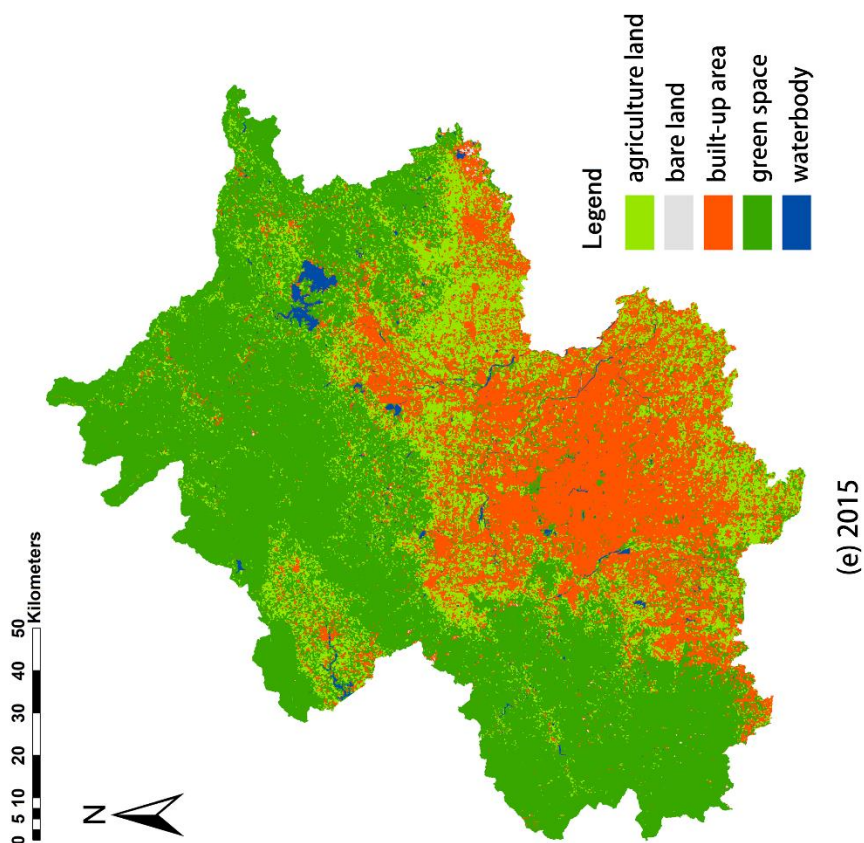 0 5 10 20 30 40 50
Kilometers
N
Legend
agriculture land
bare land
built-up area
green space
waterbody
(e) 2015